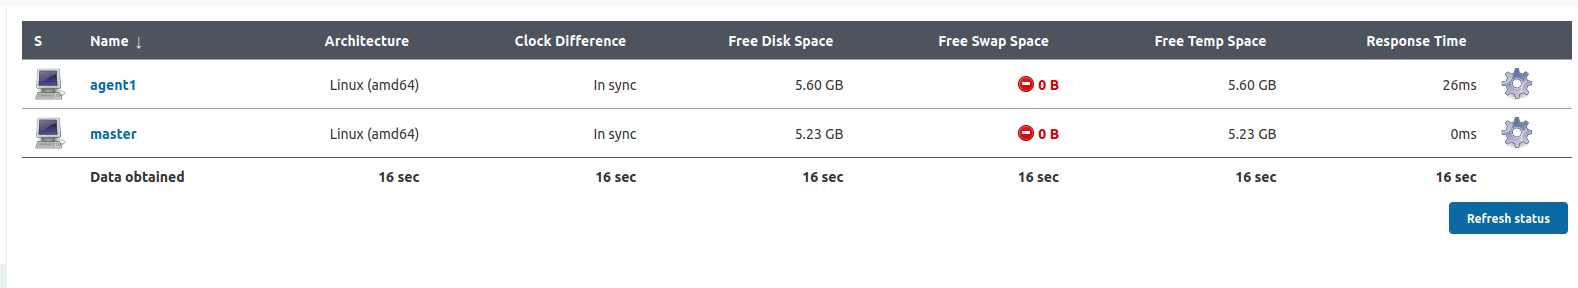 S Name ↓ Architecture Clock Difference Free Disk Space Free Swap Space Free Temp Space Response Time
agent1 Linux (amd64) In sync 5.60 GB 0 B 5.60 GB 26ms
master Linux (amd64) In sync 5.23 GB 0 B 5.23 GB 0ms
Data obtained 16 sec 16 sec 16 sec 16 sec 16 sec 16 sec
Refresh status